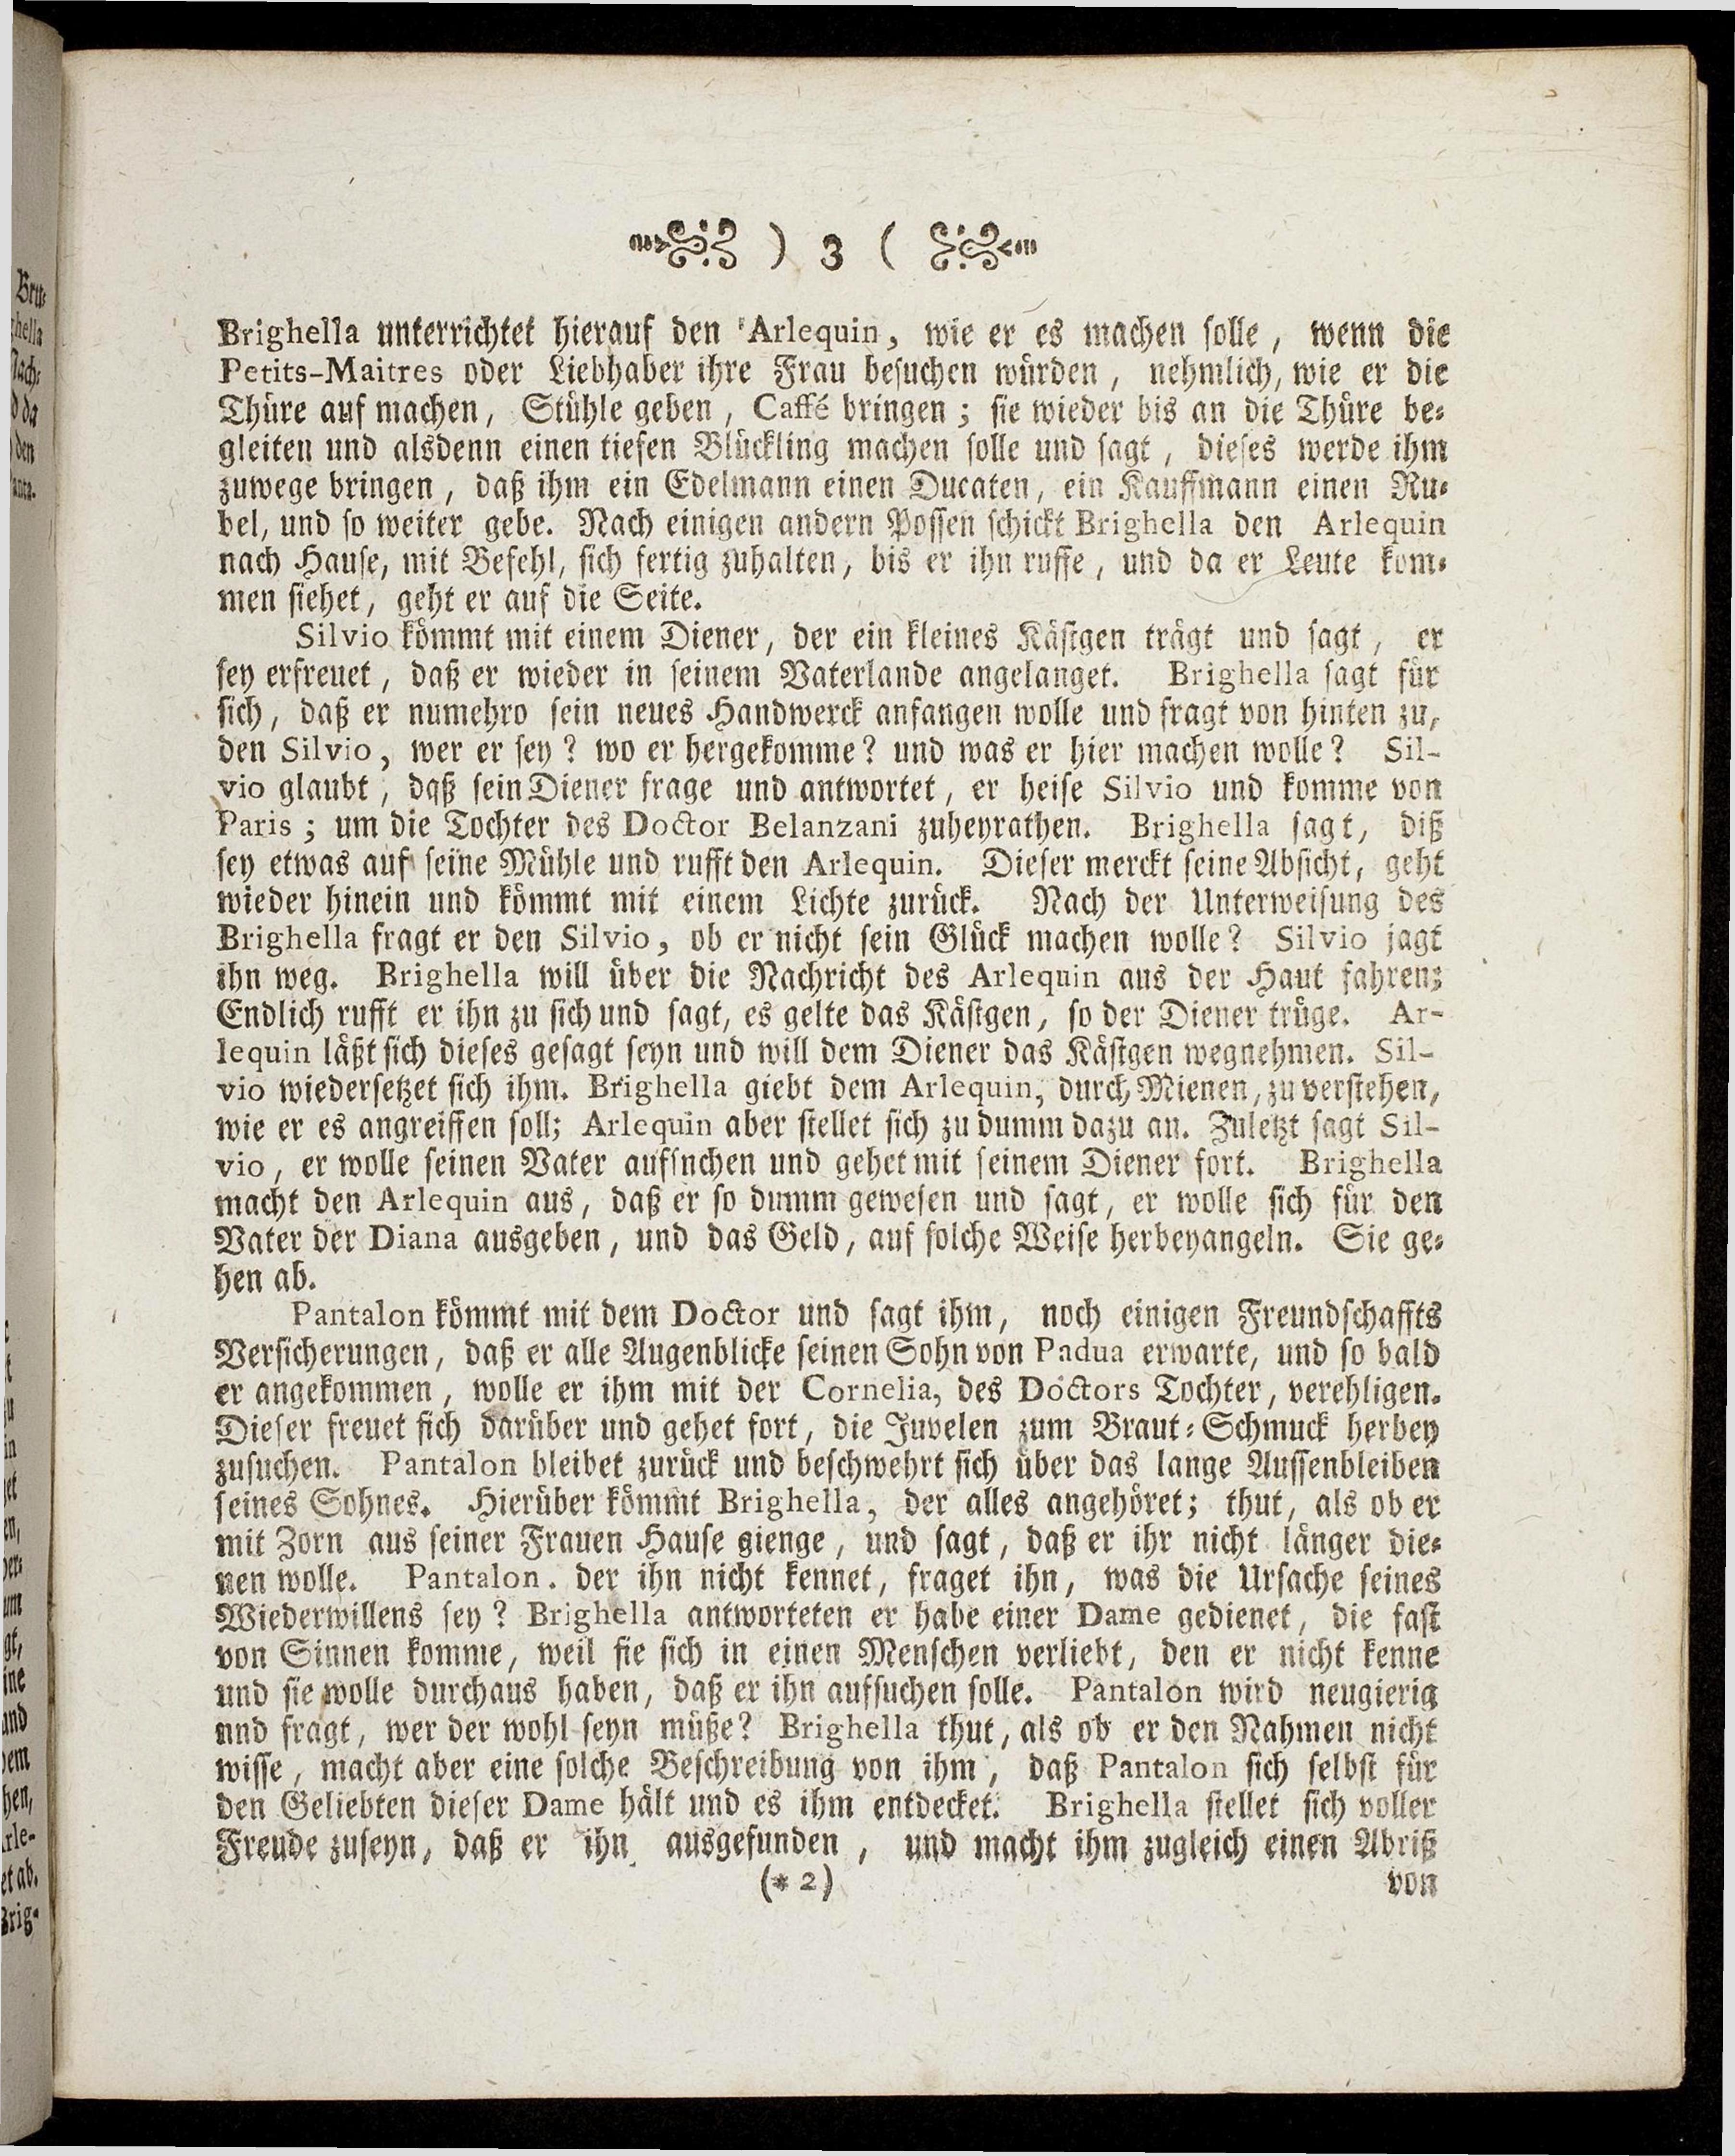 ) 3 (
Brighella unterrichtet hierauf den Arlequin, wie er es machen solle, wenn die
Petits-Maitres oder Liebhaber ihre Frau besuchen würden, nehmlich, wie er die
Thüre auf machen, Stühle geben, Caffé bringen; sie wieder bis an die Thüre be-
gleiten und alsdenn einen tiefen Blückling machen solle und sagt, dieses werde ihm
zuwege bringen, daß ihm ein Edelmann einen Ducaten, ein Kauffmann einen Ru-
bel, und so weiter gebe. Nach einigen andern Possen schickt Brighella den Arlequin
nach Hause, mit Befehl, sich fertig zuhalten, bis er ihn ruffe, und da er Leute kom-
men siehet, geht er auf die Seite.
Silvio kömmt mit einem Diener, der ein kleines Kästgen trägt und sagt, er
sey erfreuet, daß er wieder in seinem Vaterlande angelanget. Brighella sagt für
sich, daß er numehro sein neues Handwerck anfangen wolle und fragt von hinten zu,
den Silvio, wer er sey? wo er hergekomme? und was er hier machen wolle? Sil-
vio glaubt, daß sein Diener frage und antwortet, er heise Silvio und komme von
Paris; um die Tochter des Doctor Belanzani zuheyrathen. Brighella sagt, diß
sey etwas auf seine Mühle und rufft den Arlequin. Dieser merckt seine Absicht, geht
wieder hinein und kömmt mit einem Lichte zurück. Nach der Unterweisung des
Brighella fragt er den Silvio, ob er nicht sein Glück machen wolle? Silvio jagt
ihn weg. Brighella will über die Nachricht des Arlequin aus der Haut fahren;
Endlich rufft er ihn zu sich und sagt, es gelte das Kästgen, so der Diener trüge. Ar-
lequin läßt sich dieses gesagt seyn und will dem Diener das Kästgen wegnehmen. Sil-
vio wiedersetzet sich ihm. Brighella giebt dem Arlequin, durch Mienen, zu verstehen,
wie er es angreiffen soll; Arlequin aber stellet sich zu dumm dazu an. Zuletzt sagt Sil-
vio, er wolle seinen Vater aufsnchen und gehet mit seinem Diener fort. Brighella
macht den Arlequin aus, daß er so dumm gewesen und sagt, er wolle sich für den
Vater der Diana ausgeben, und das Geld, auf solche Weise herbeyangeln. Sie ge-
hen ab.
Pantalon kömmt mit dem Doctor und sagt ihm, noch einigen Freundschaffts
Versicherungen, daß er alle Augenblicke seinen Sohn von Padua erwarte, und so bald
er angekommen, wolle er ihm mit der Cornelia, des Doctors Tochter, verehligen.
Dieser freuet sich darüber und gehet fort, die Juvelen zum Braut-Schmuck herbey
zusuchen. Pantalon bleibet zurück und beschwehrt sich über das lange Aussenbleiben
seines Sohnes. Hierüber kömmt Brighella, der alles angehöret; thut, als ob er
mit Zorn aus seiner Frauen Hause gienge, und sagt, daß er ihr nicht länger die-
nen wolle. Pantalon. der ihn nicht kennet, fraget ihn, was die Ursache seines
Wiederwillens sey? Brighella antworteten er habe einer Dame gedienet, die fast
von Sinnen komme, weil sie sich in einen Menschen verliebt, den er nicht kenne
und sie wolle durchaus haben, daß er ihn aufsuchen solle. Pantalon wird neugierig
und fragt, wer der wohl seyn müße? Brighella thut, als ob er den Nahmen nicht
wisse, macht aber eine solche Beschreibung von ihm, daß Pantalon sich selbst für
den Geliebten dieser Dame hält und es ihm entdecket. Brighella stellet sich voller
Freude zuseyn, daß er ihn ausgefunden, und macht ihm zugleich einen Abriß
(* 2)
von